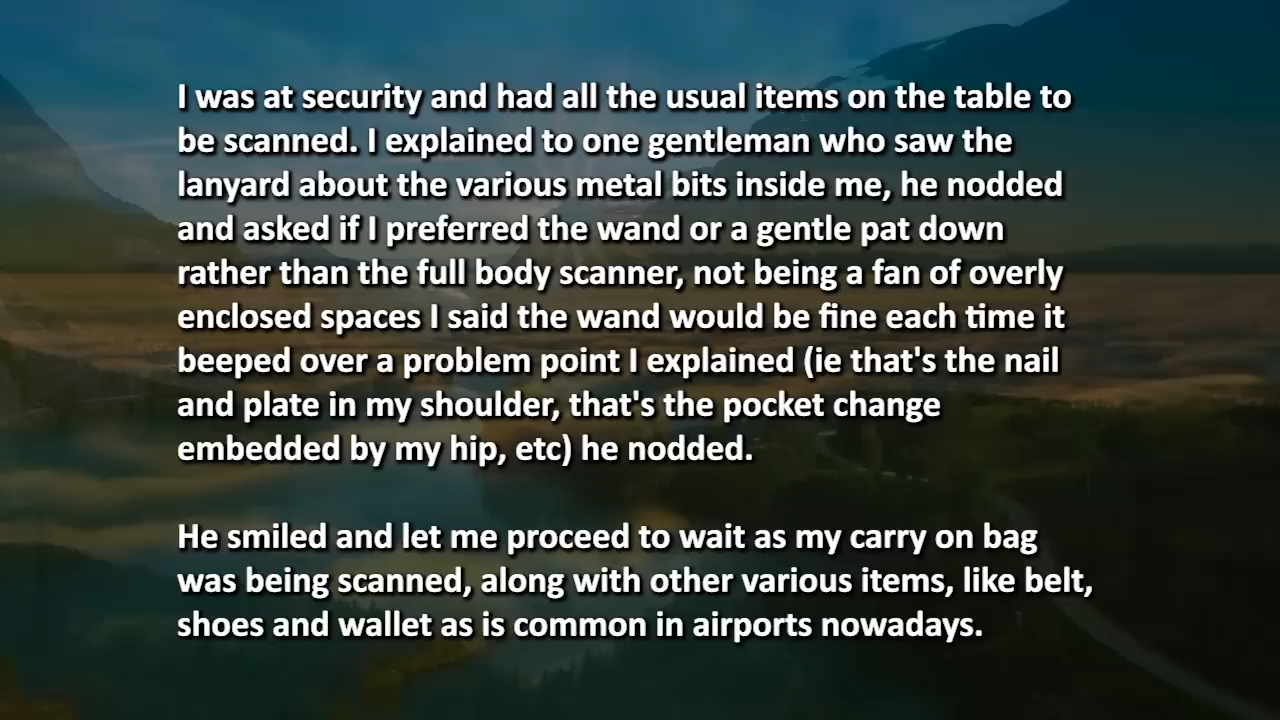 I was at security and had all the usual items on the table to
be scanned. I explained to one gentleman who saw the
lanyard about the various metal bits inside me, he nodded
and asked if I preferred the wand or a gentle pat down
rather than the full body scanner, not being a fan of overly
enclosed spaces I said the wand would be fine each time it
beeped over a problem point I explained (ie that's the nail
and plate in my shoulder, that's the pocket change
embedded by my hip, etc) he nodded.
He smiled and let me proceed to wait as my carry on bag
was being scanned, along with other various items, like belt,
shoes and wallet as is common in airports nowadays.